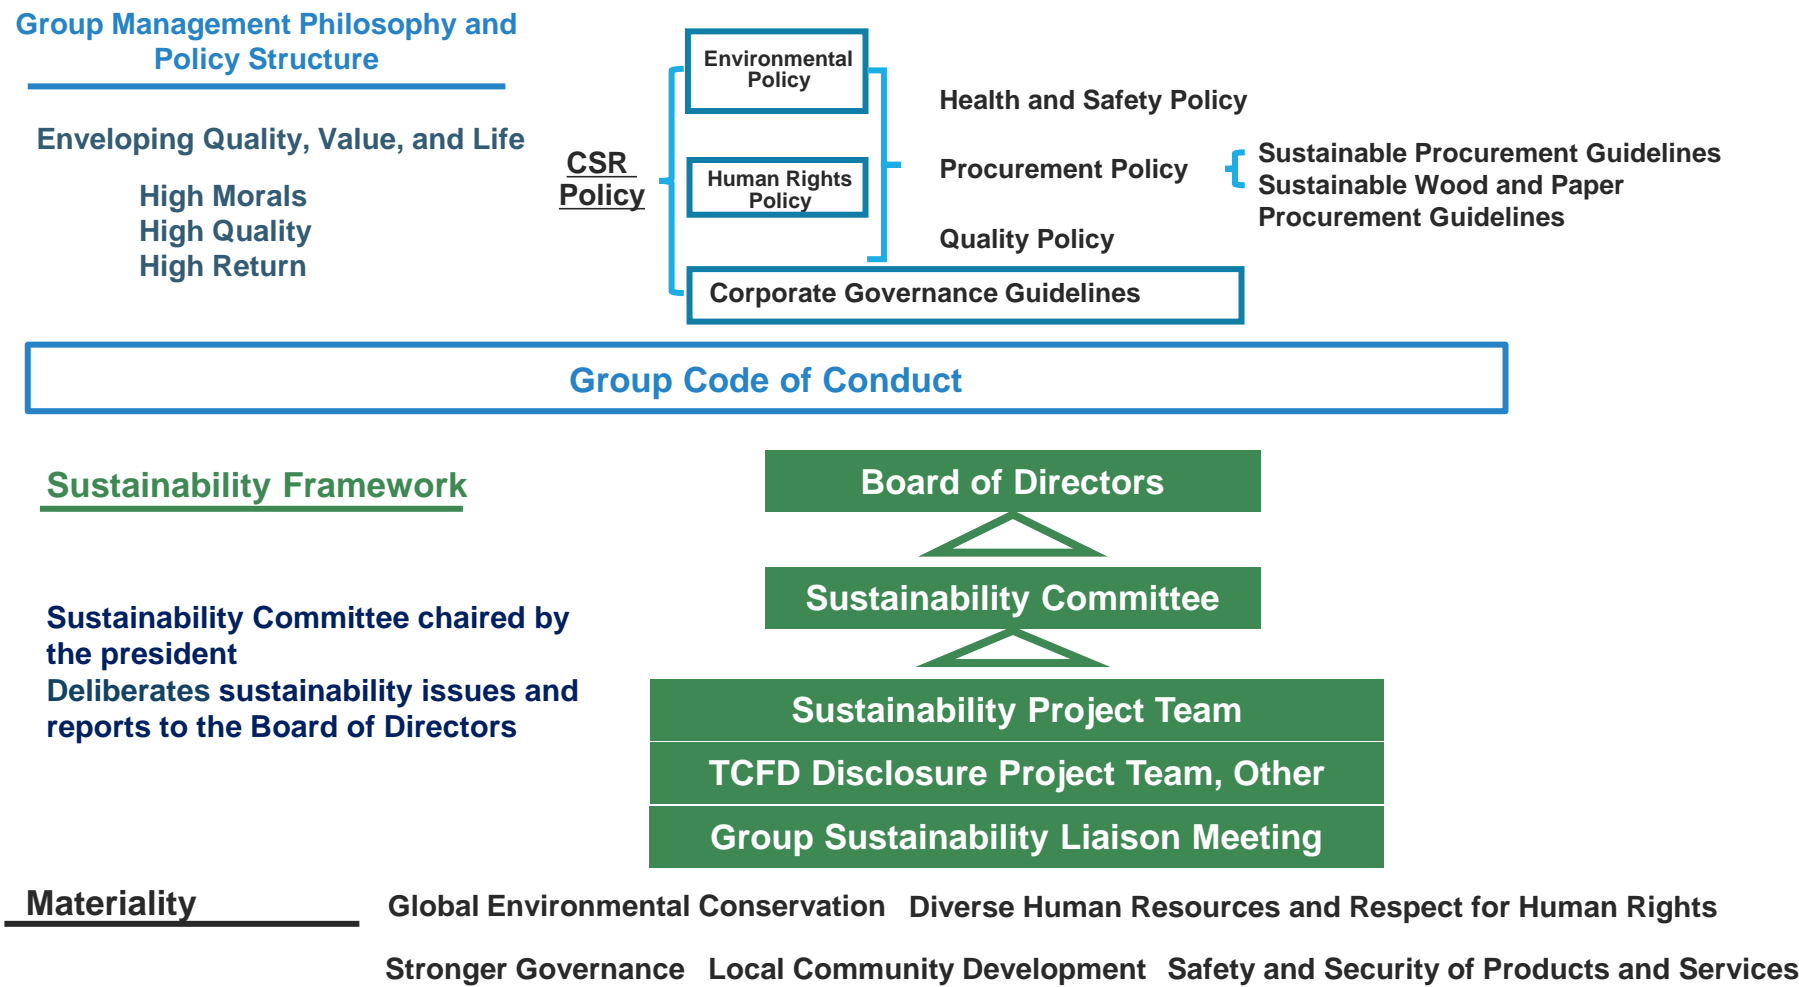 Group Management Philosophy and
Policy Structure
Enveloping Quality, Value, and Life
High Morals
High Quality
High Return
CSR
Policy
Environmental
Policy
Human Rights
Policy
Health and Safety Policy
Procurement Policy
Quality Policy
Sustainable Procurement Guidelines
Sustainable Wood and Paper
Procurement Guidelines
Corporate Governance Guidelines
Group Code of Conduct
Sustainability Framework
Sustainability Committee chaired by
the president
Deliberates sustainability issues and
reports to the Board of Directors
Board of Directors
Sustainability Committee
Sustainability Project Team
TCFD Disclosure Project Team, Other
Group Sustainability Liaison Meeting
Materiality
Global Environmental Conservation Diverse Human Resources and Respect for Human Rights
Stronger Governance Local Community Development Safety and Security of Products and Services